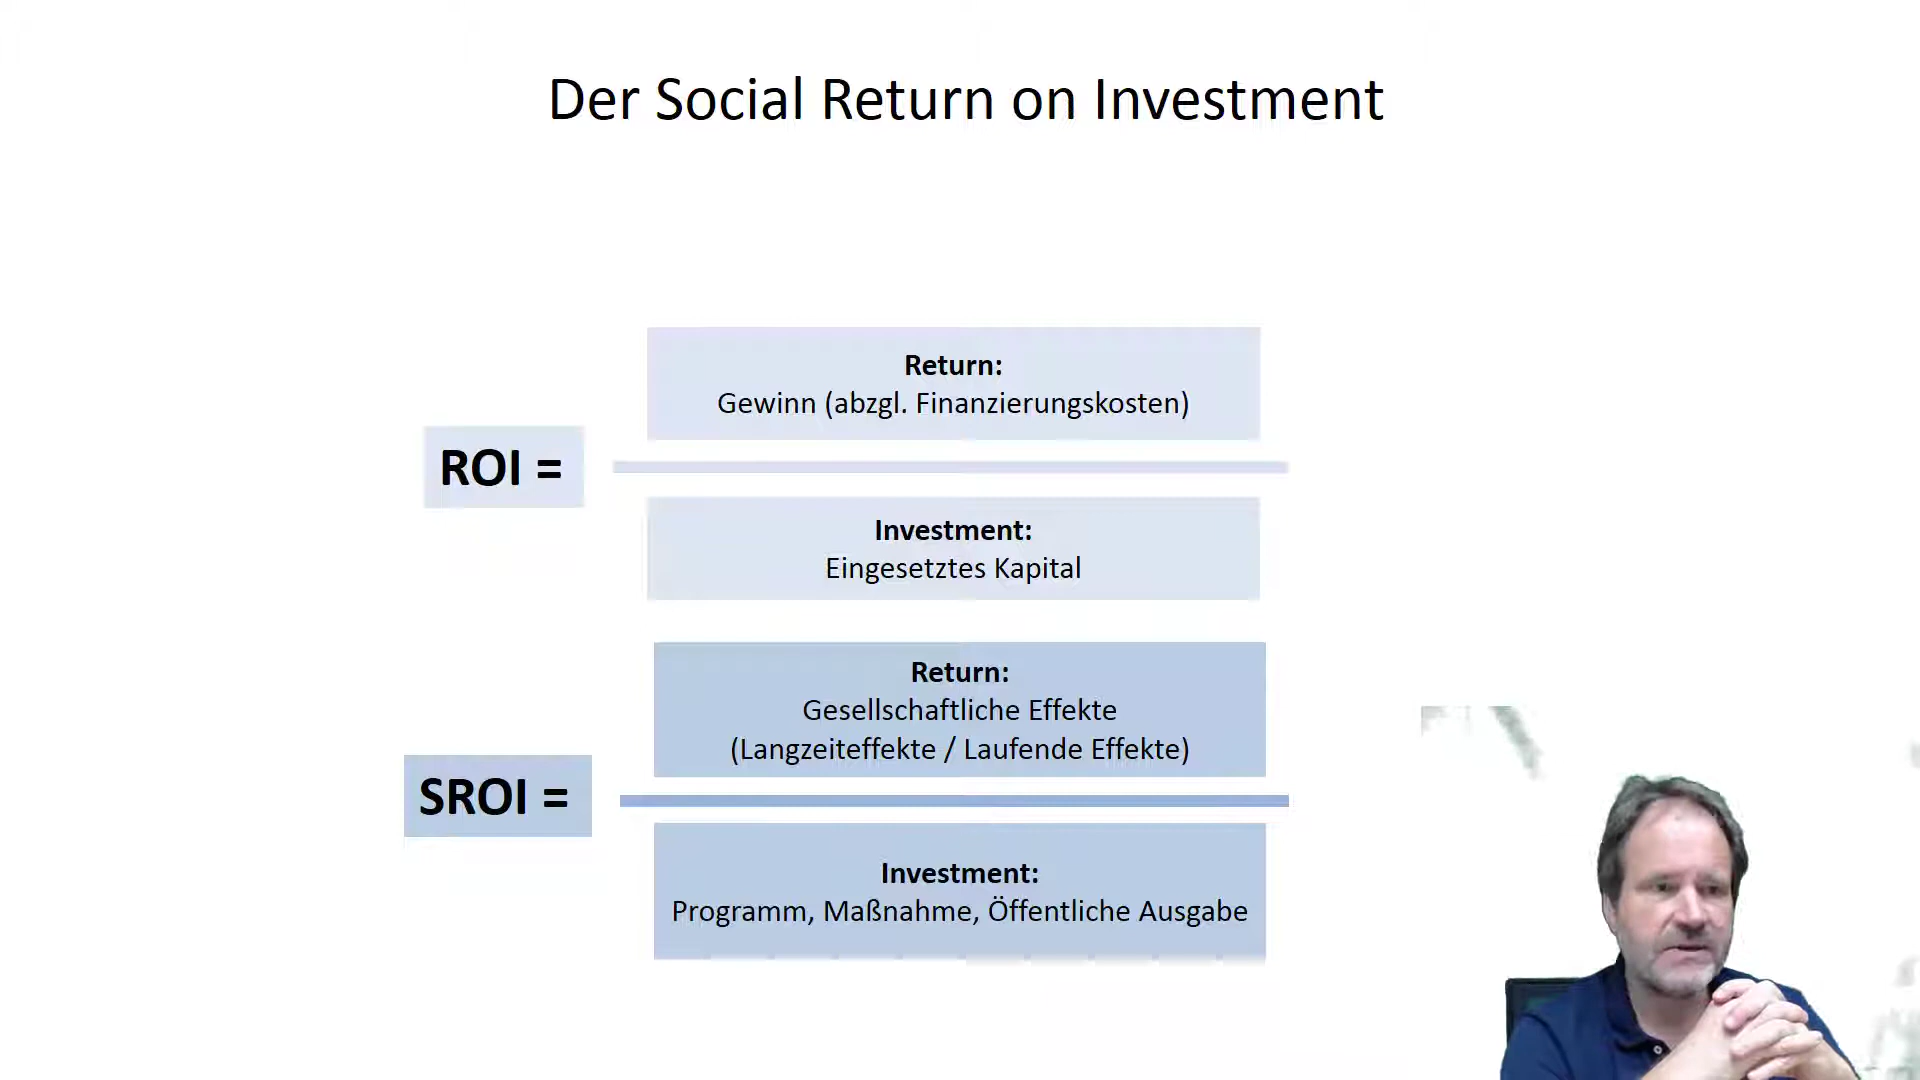 Der Social Return on Investment
Return:
Gewinn (abzgl. Finanzierungskosten)
ROI =
Investment:
Eingesetztes Kapital
Return:
Gesellschaftliche Effekte
(Langzeiteffekte / Laufende Effekte)
SROI =
Investment:
Programm, Maßnahme, Öffentliche Ausgabe